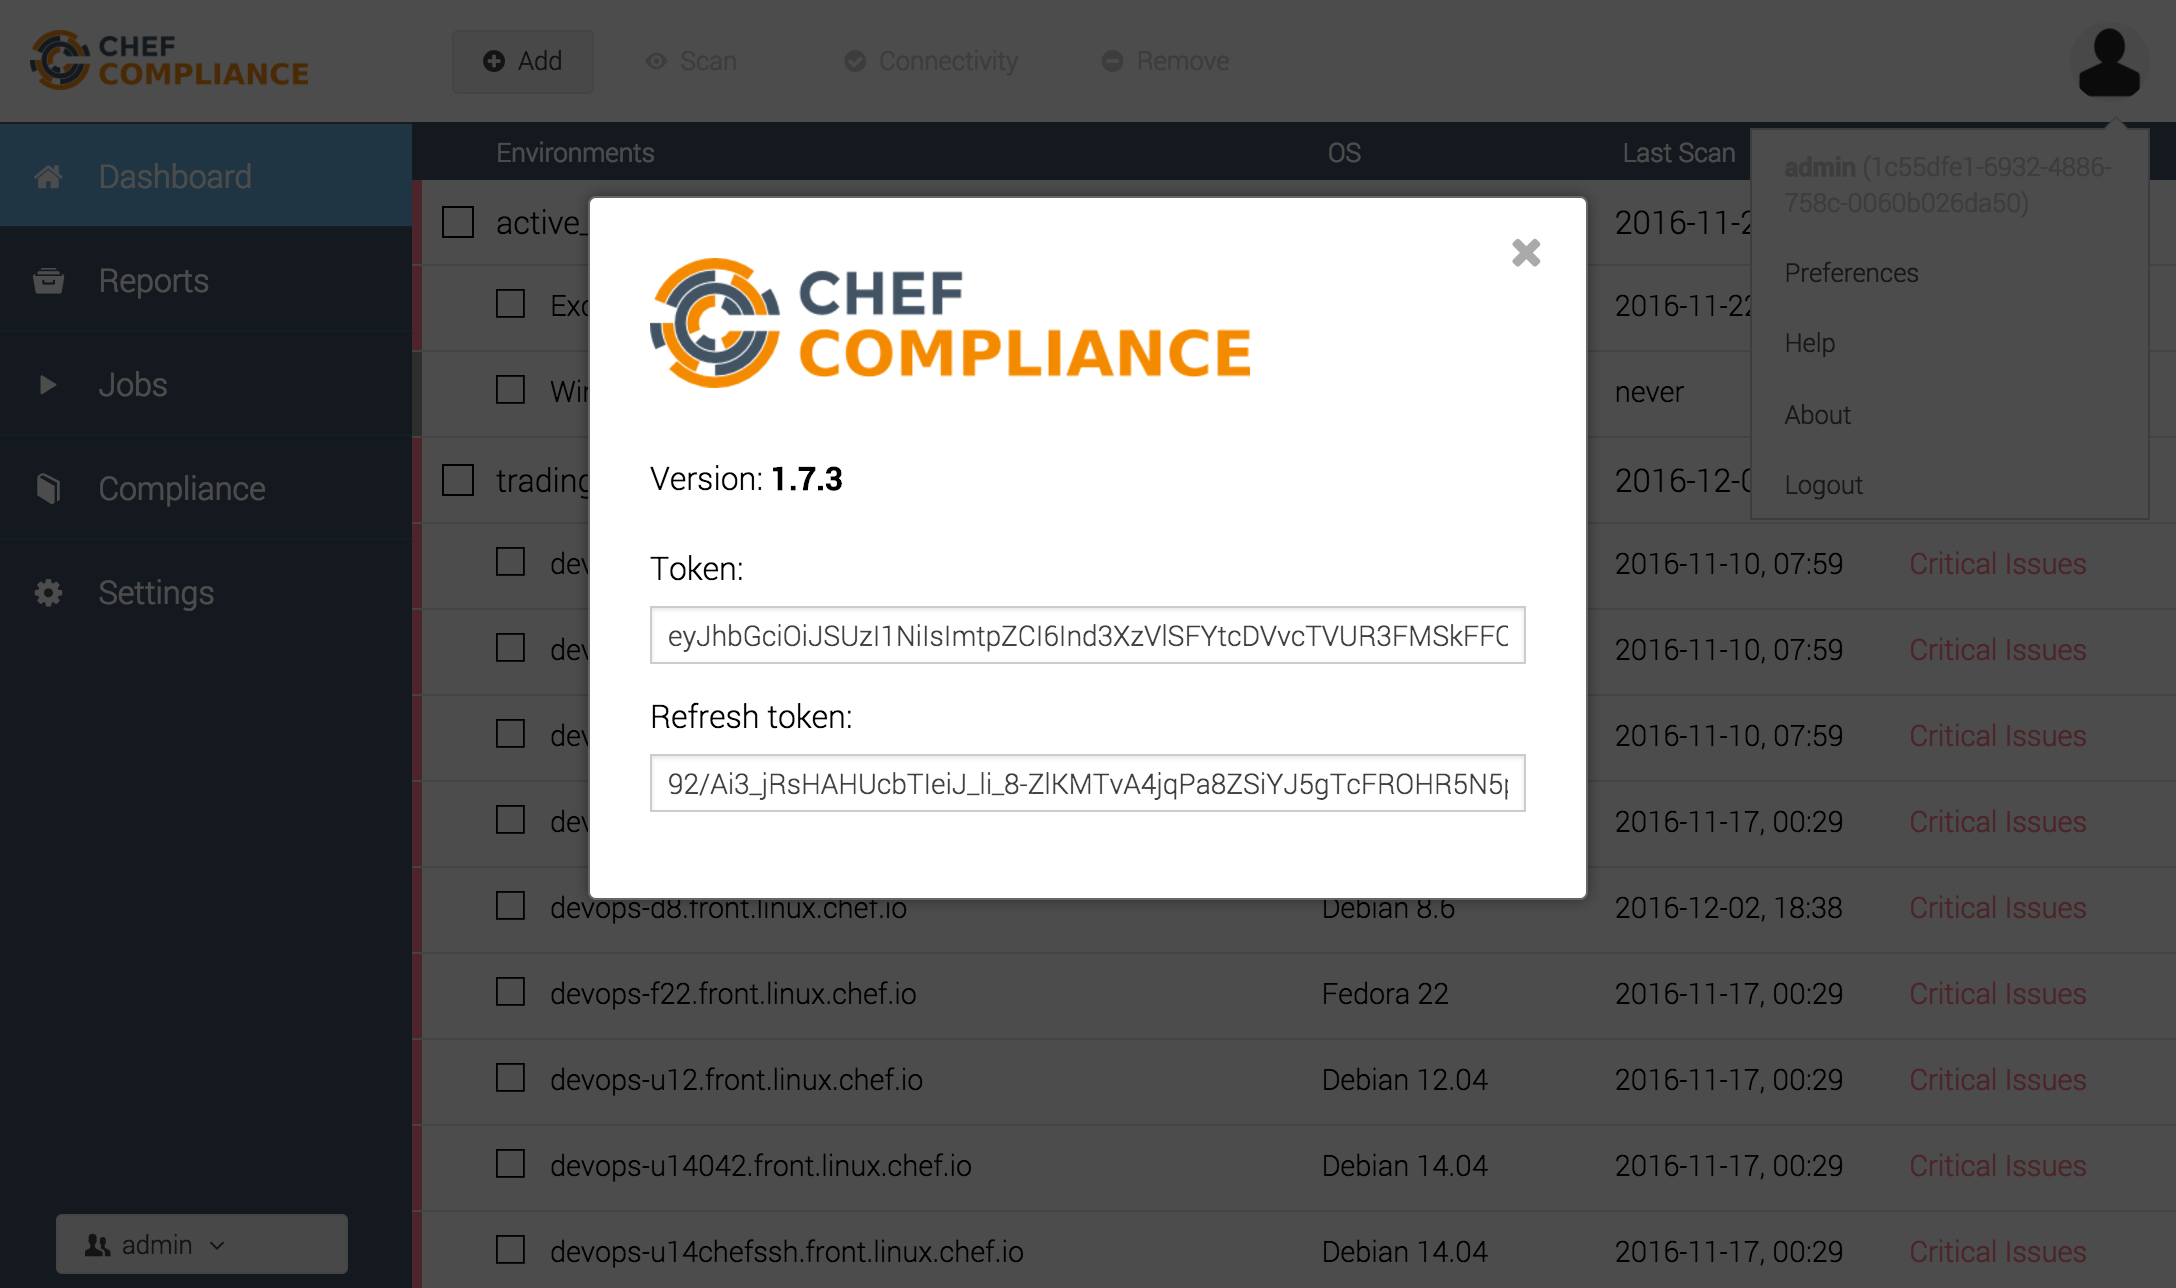 CHEF
COMPLIANCE
Add
Scan
Connectivity
Remove
Dashboard
Reports
Jobs
Compliance
Settings
admin
Environments OS Last Scan
admin (1c55dfe1-6932-4886-
758c-0060b026da50)
Preferences
Help
About
Logout
active_ 2016-11-2
Exc 2016-11-22
Wir never
trading 2016-12-0
dev 2016-11-10, 07:59 Critical Issues
dev 2016-11-10, 07:59 Critical Issues
dev 2016-11-10, 07:59 Critical Issues
dev 2016-11-17, 00:29 Critical Issues
devops-d8.front.linux.chef.io Debian 8.6 2016-12-02, 18:38 Critical Issues
devops-f22.front.linux.chef.io Fedora 22 2016-11-17, 00:29 Critical Issues
devops-u12.front.linux.chef.io Debian 12.04 2016-11-17, 00:29 Critical Issues
devops-u14042.front.linux.chef.io Debian 14.04 2016-11-17, 00:29 Critical Issues
devops-u14chefssh.front.linux.chef.io Debian 14.04 2016-11-17, 00:29 Critical Issues
CHEF
COMPLIANCE
Version: 1.7.3
Token:
eyJhbGciOiJSUzI1NiIsImtpZCI6Ind3XzVlSFYtcDVvcTVUR3FMSkFFC
Refresh token:
92/Ai3_jRsHAHUcbTIeiJ_li_8-ZlKMTvA4jqPa8ZSiYJ5gTcFROHR5N5p